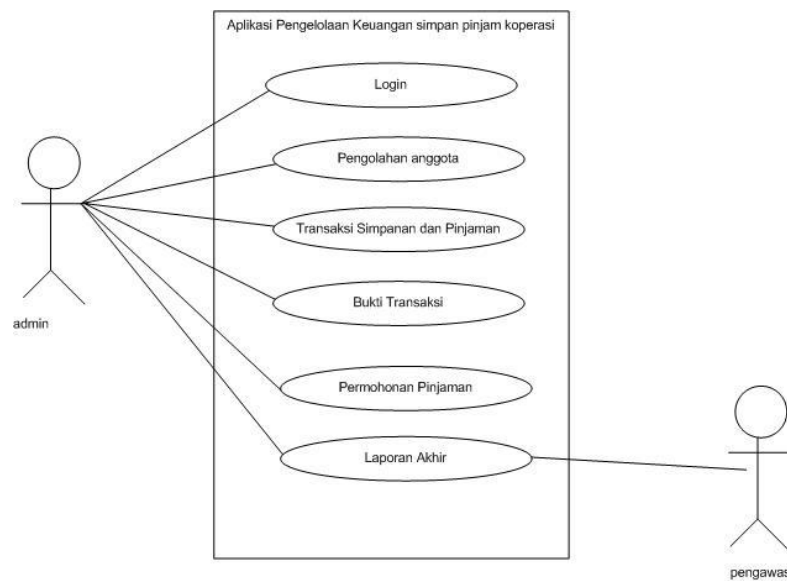 Aplikasi Pengelolaan Keuangan simpan pinjam koperasi
Login
Pengolahan anggota
Transaksi Simpanan dan Pinjaman
Bukti Transaksi
admin
Permohonan Pinjaman
Laporan Akhir
pengawas